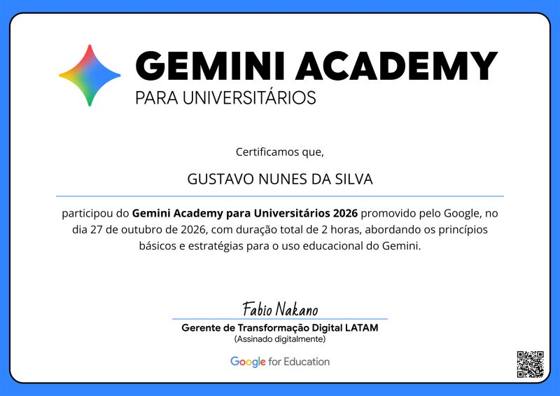 GEMINI ACADEMY
PARA UNIVERSITÁRIOS
Certificamos que,
GUSTAVO NUNES DA SILVA
participou do Gemini Academy para Universitários 2026 promovido pelo Google, no
dia 27 de outubro de 2026, com duração total de 2 horas, abordando os princípios
básicos e estratégias para o uso educacional do Gemini.
Fabio Nakano
Gerente de Transformação Digital LATAM
(Assinado digitalmente)
Google for Education